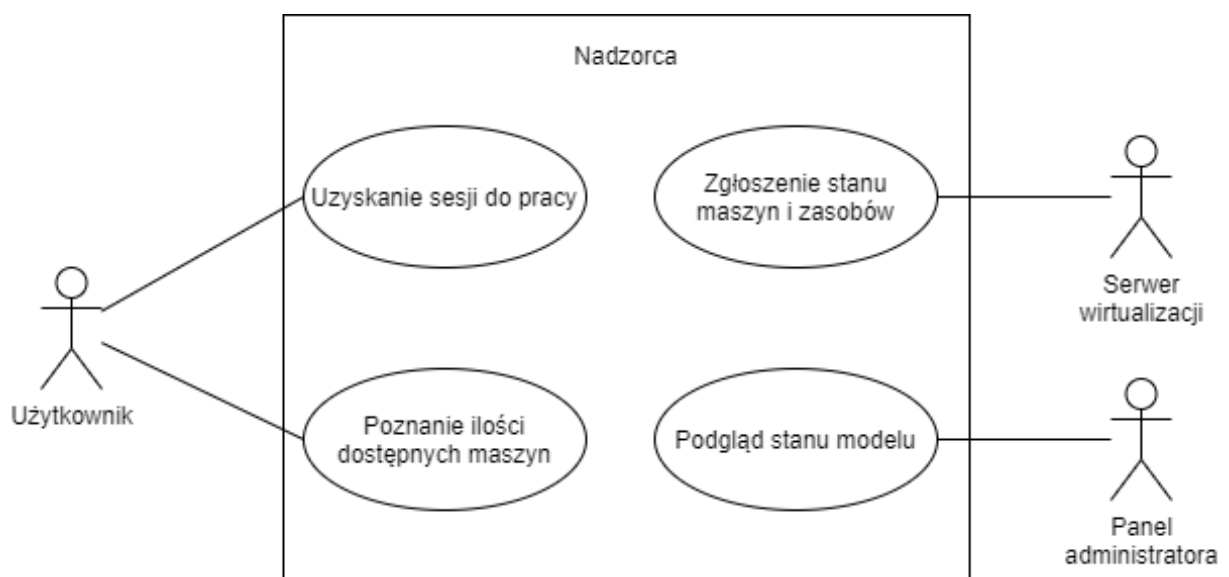 Nadzorca
Uzyskanie sesji do pracy
Zgłoszenie stanu
maszyn i zasobów
Serwer
wirtualizacji
Użytkownik
Poznanie ilości
dostępnych maszyn
Podgląd stanu modelu
Panel
administratora